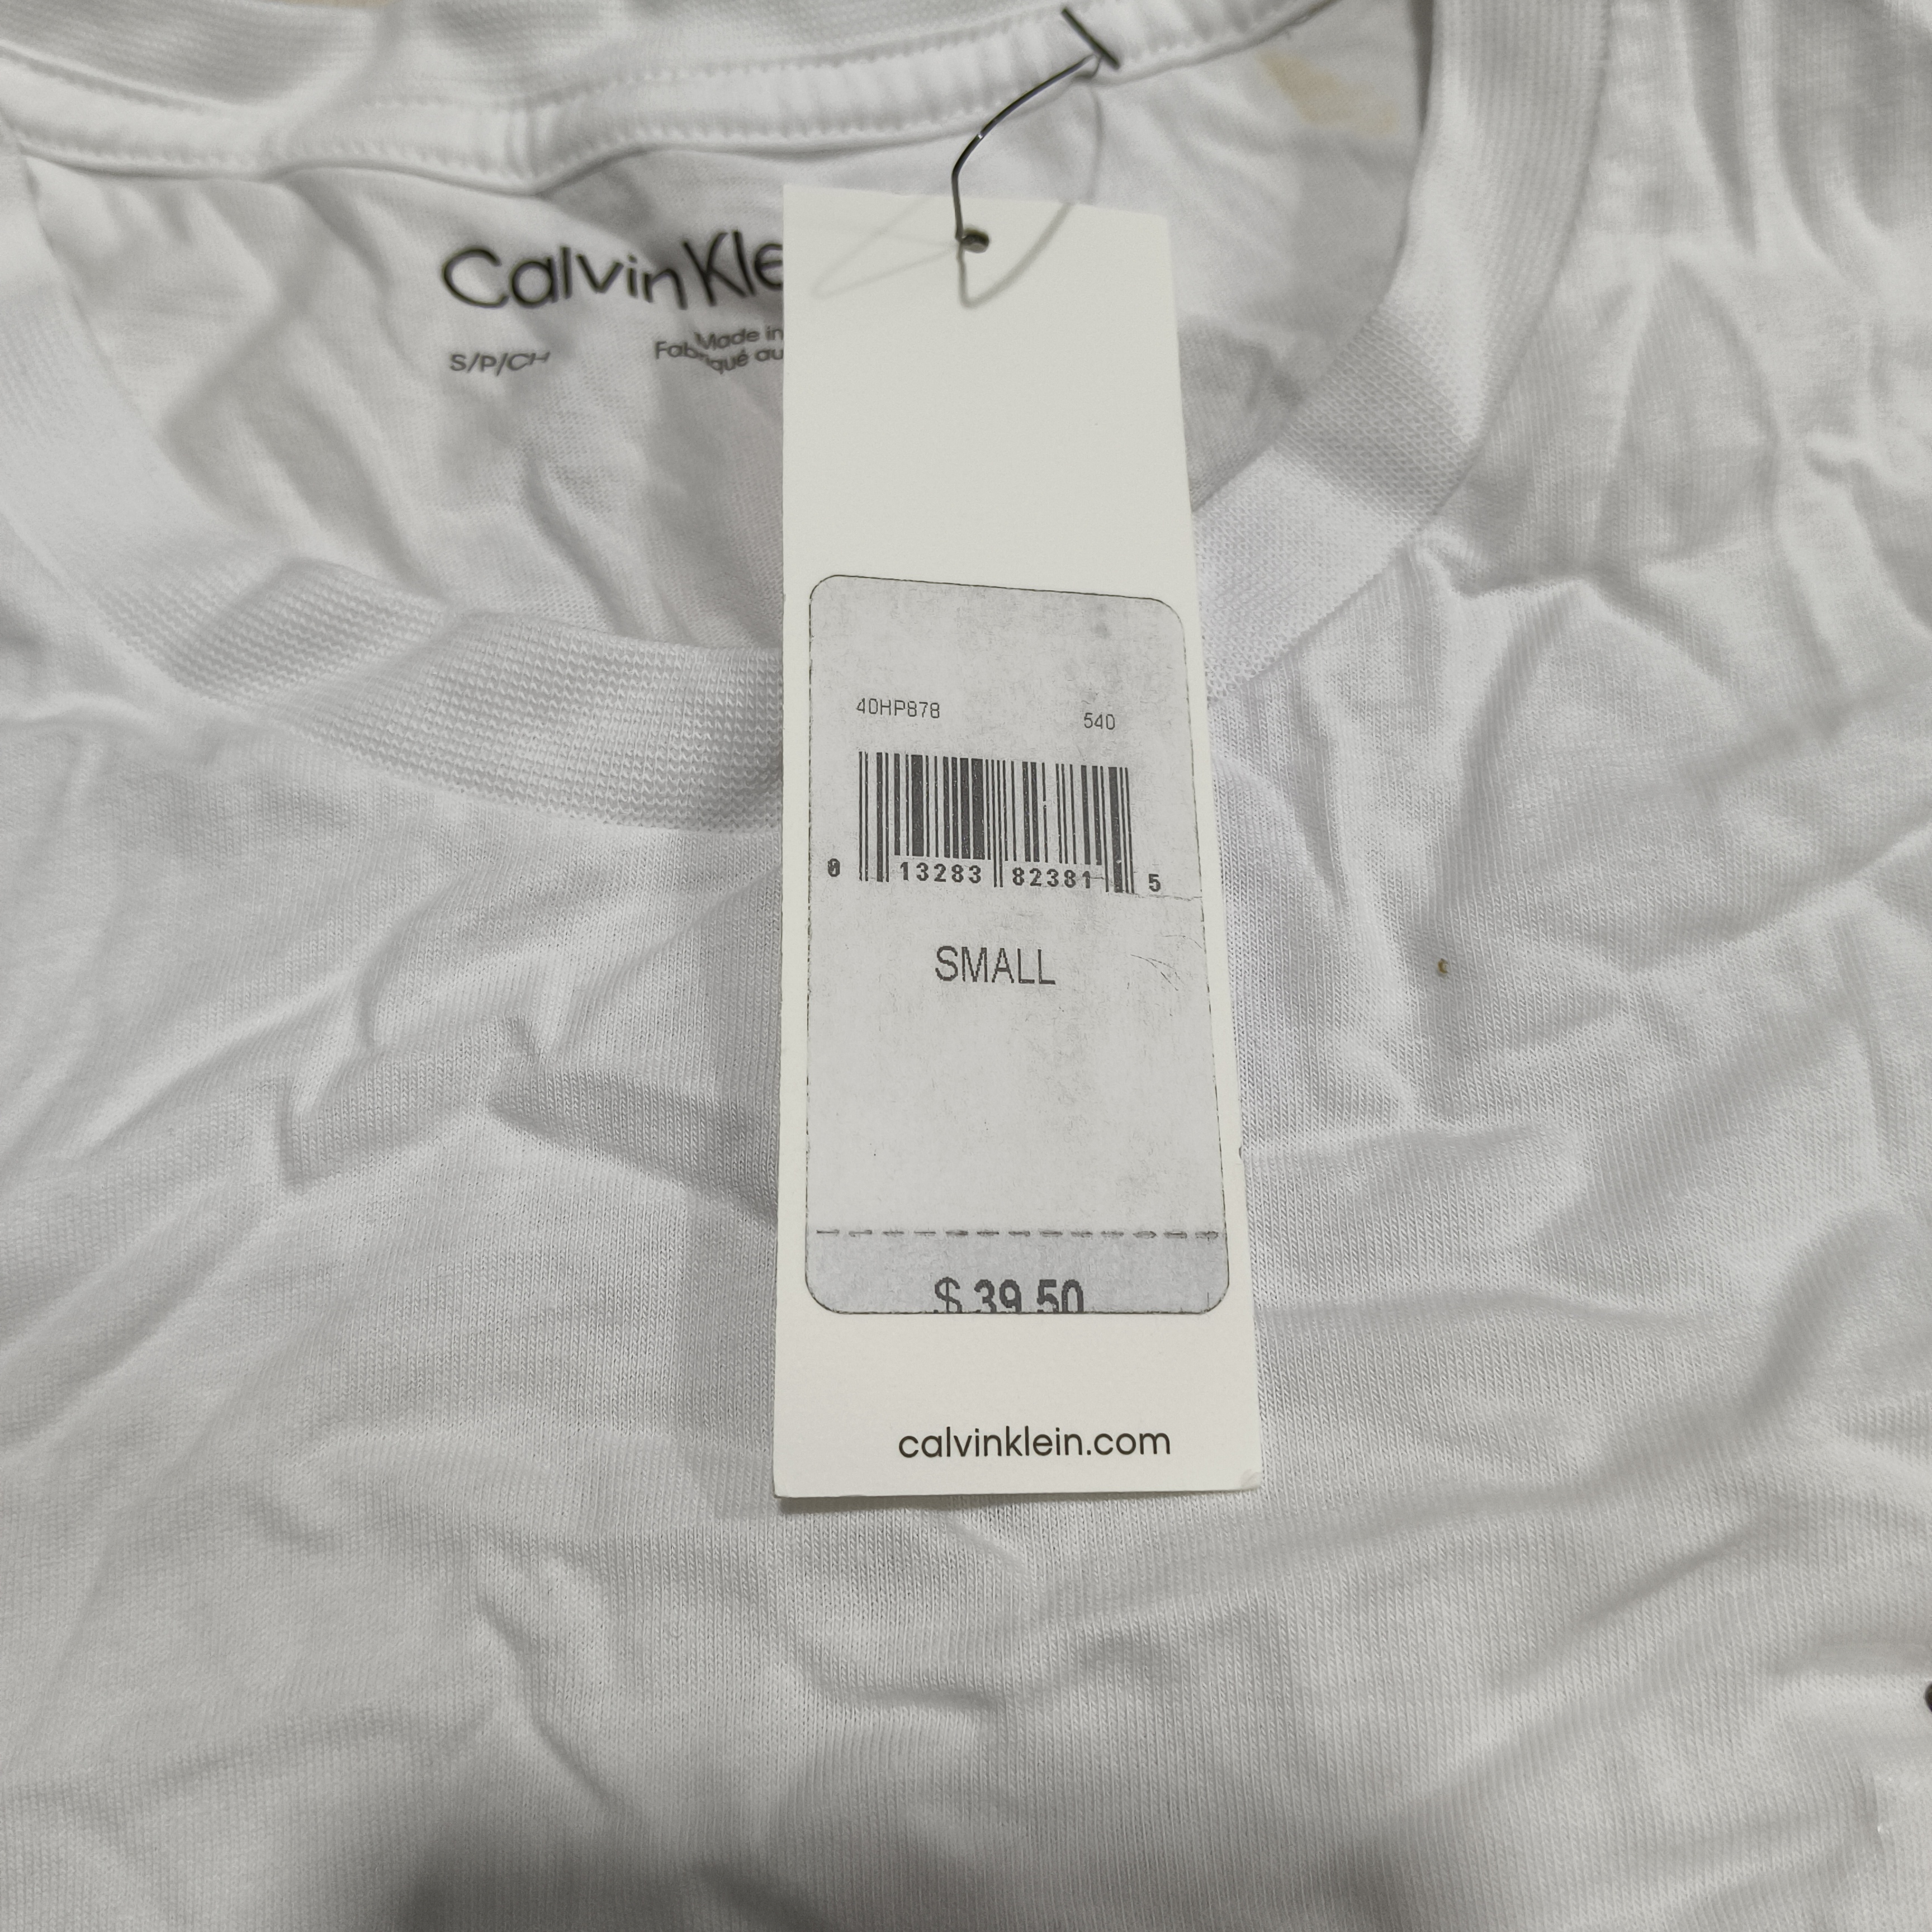 Calvin Kle
S/P/CH
Made in
Fabriqué au
40HP878 540
0 13283 82381 5
SMALL
$ 39.50
calvinklein.com